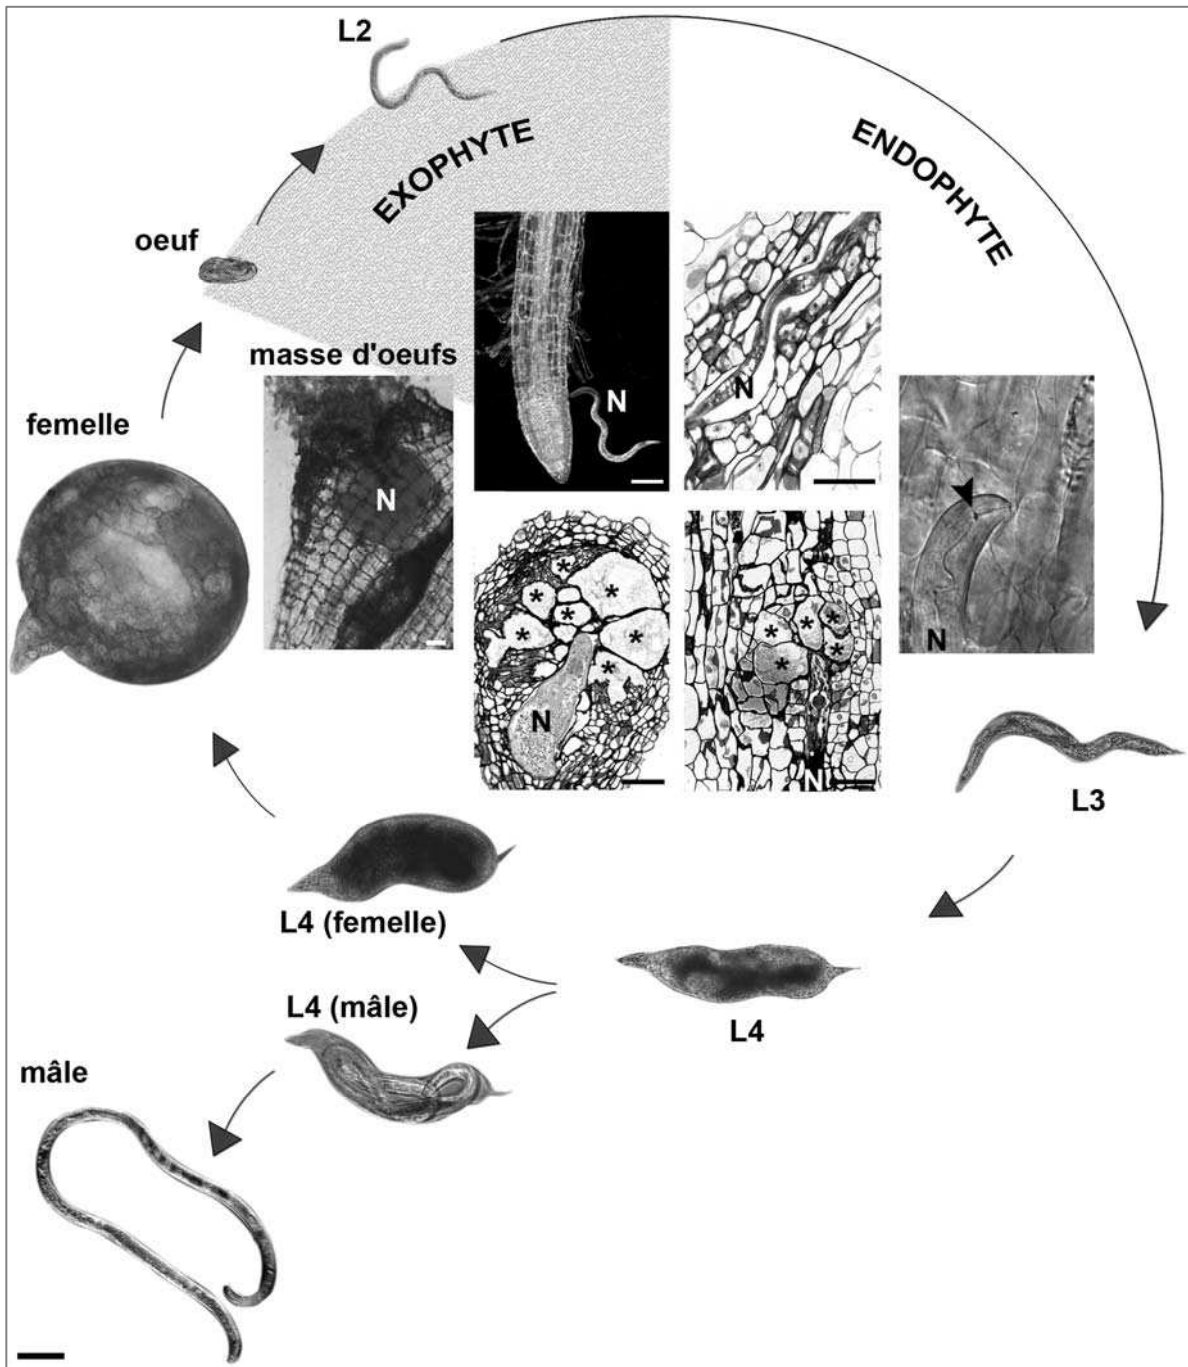 L2
EXOPHYTE
ENDOPHYTE
oeuf
masse d'oeufs
femelle
N
N
N
N
N
*
*
*
*
*
*
*
*
*
*
*
*
N
N
L3
L4 (femelle)
L4
L4 (mâle)
mâle